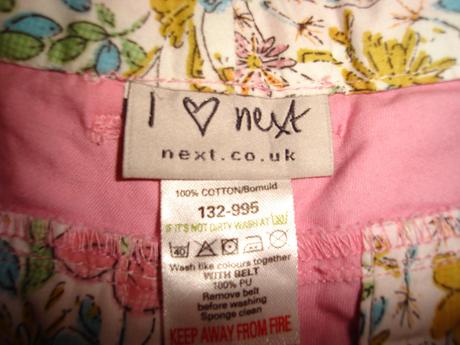 I ♡ next
next.co.uk
100% COTTON/Bomuld
132-995
IF IT'S NOT DIRTY WASH AT 30°
40
Wash like colours together
WITH BELT
100% PU
Remove belt
before washing
Sponge clean
KEEP AWAY FROM FIRE